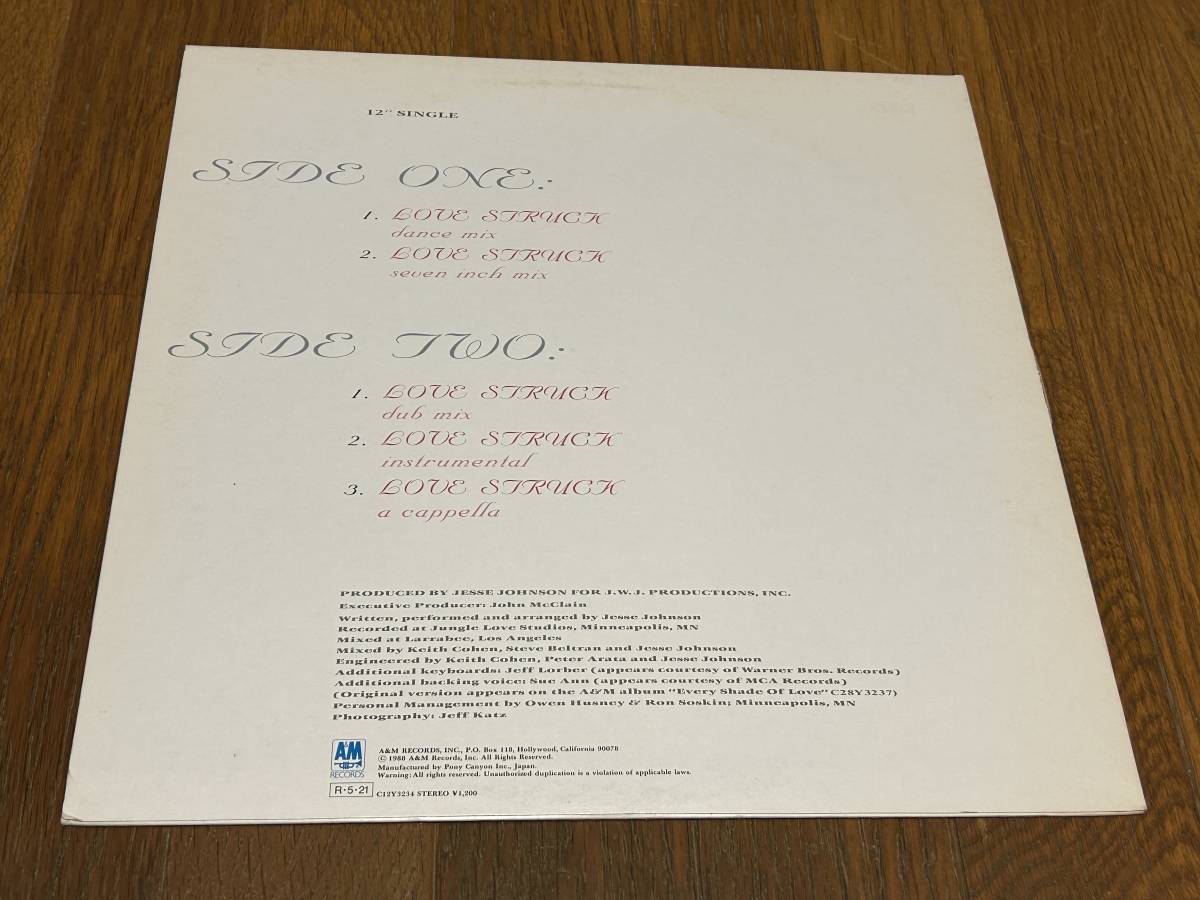 12" SINGLE
SIDE ONE:
1. LOVE STRUCK
dance mix
2. LOVE STRUCK
seven inch mix
SIDE TWO:
1. LOVE STRUCK
dub mix
2. LOVE STRUCK
instrumental
3. LOVE STRUCK
a cappella
PRODUCED BY JESSE JOHNSON FOR J.W.J. PRODUCTIONS, INC.
Executive Producer: John McClain
Written, performed and arranged by Jesse Johnson
Recorded at Jungle Love Studios, Minneapolis, MN
Mixed at Larrabee, Los Angeles
Mixed by Keith Cohen, Steve Beltran and Jesse Johnson
Engineered by Keith Cohen, Peter Arata and Jesse Johnson
Additional keyboards: Jeff Lorber (appears courtesy of Warner Bros. Records)
Additional backing voice: Sue Ann (appears courtesy of MCA Records)
(Original version appears on the A&M album "Every Shade Of Love" C28Y3237)
Personal Management by Owen Husney & Ron Soskin; Minneapolis, MN
Photography: Jeff Katz
A&M
RECORDS
A&M RECORDS, INC., P.O. Box 118, Hollywood, California 90078
© 1988 A&M Records, Inc. All Rights Reserved.
Manufactured by Pony Canyon Inc., Japan.
Warning: All rights reserved. Unauthorized duplication is a violation of applicable laws.
R·5·21 C12Y3234 STEREO ¥1,200